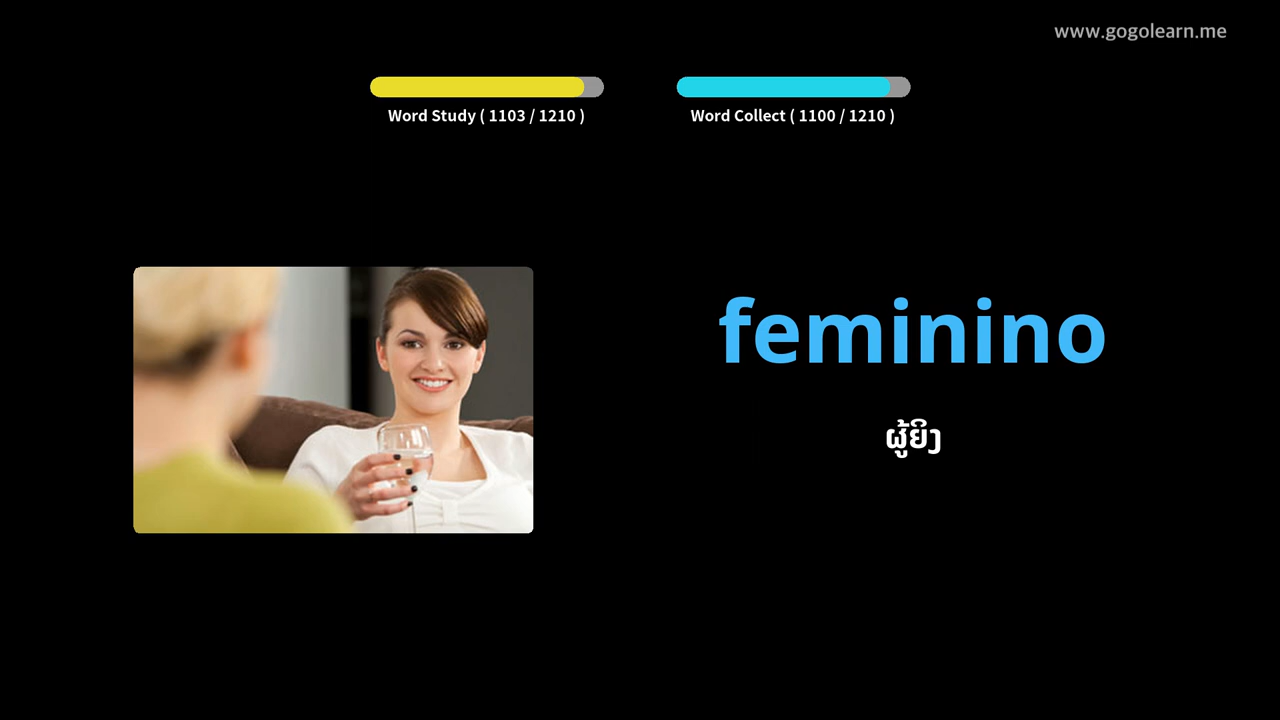 www.gogolearn.me
Word Study ( 1103 / 1210 )
Word Collect ( 1100 / 1210 )
feminino
ຜູ້ຍິງ